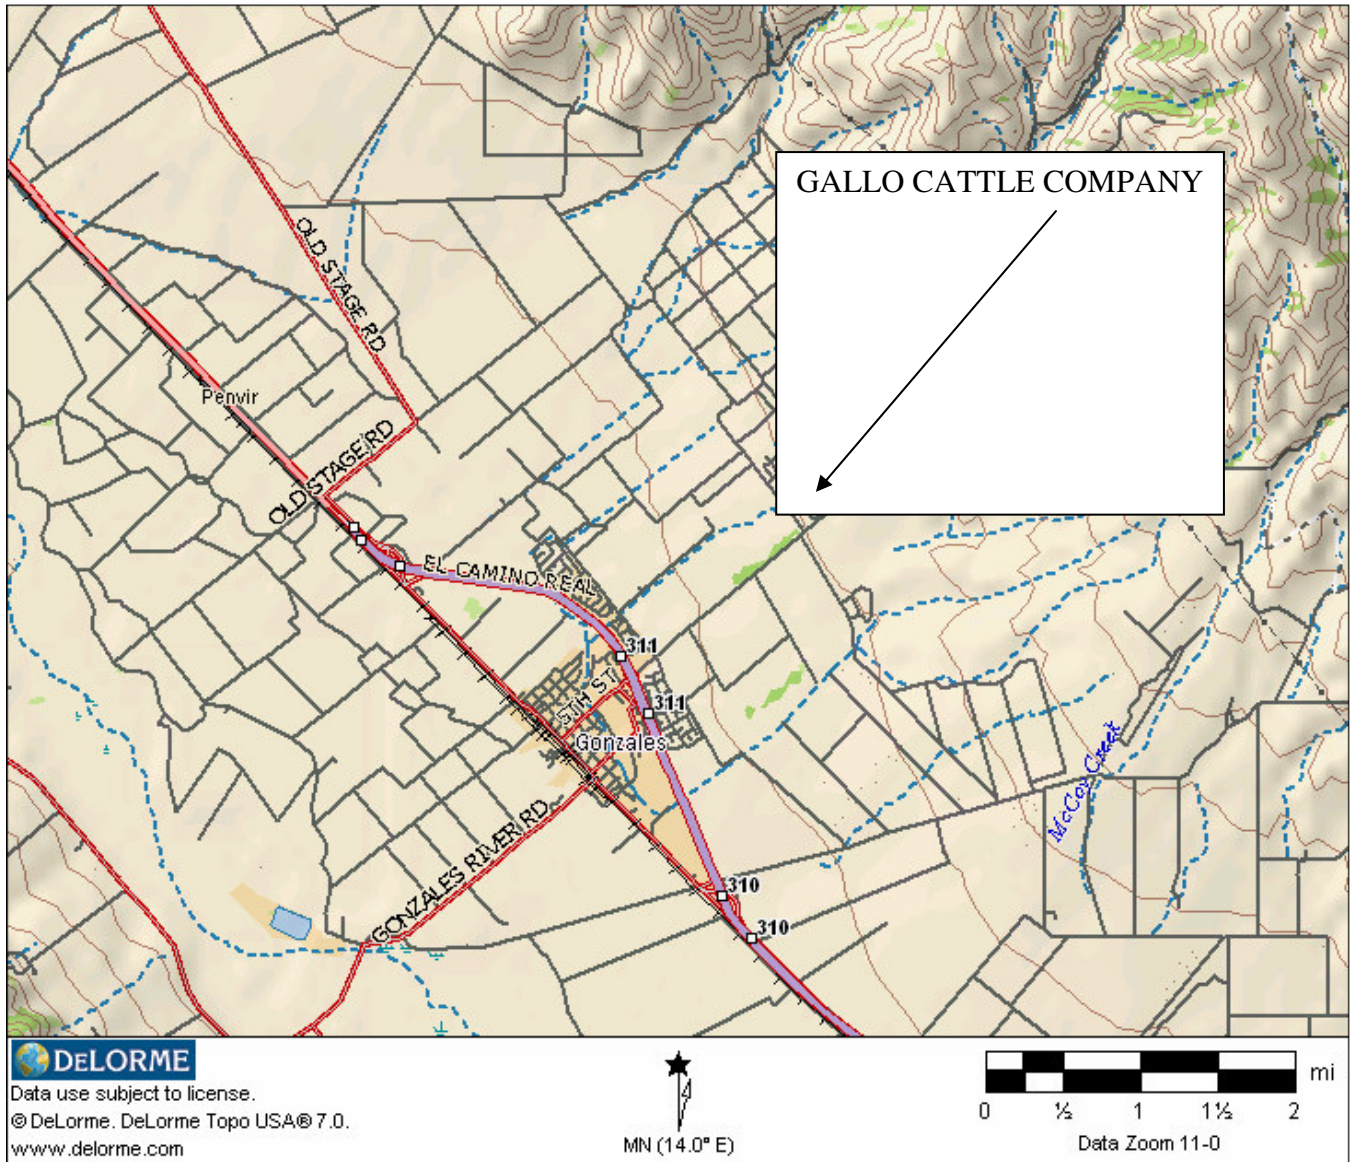 GALLO CATTLE COMPANY
OLD STAGE RD
Penvir
OLD STAGE RD
EL CAMINO REAL
311
5TH ST
311
Gonzales
McCoy Creek
GONZALES RIVER RD
310
310
DELORME
Data use subject to license.
© DeLorme. DeLorme Topo USA® 7.0.
www.delorme.com
MN (14.0° E)
mi
0 ½ 1 1½ 2
Data Zoom 11-0